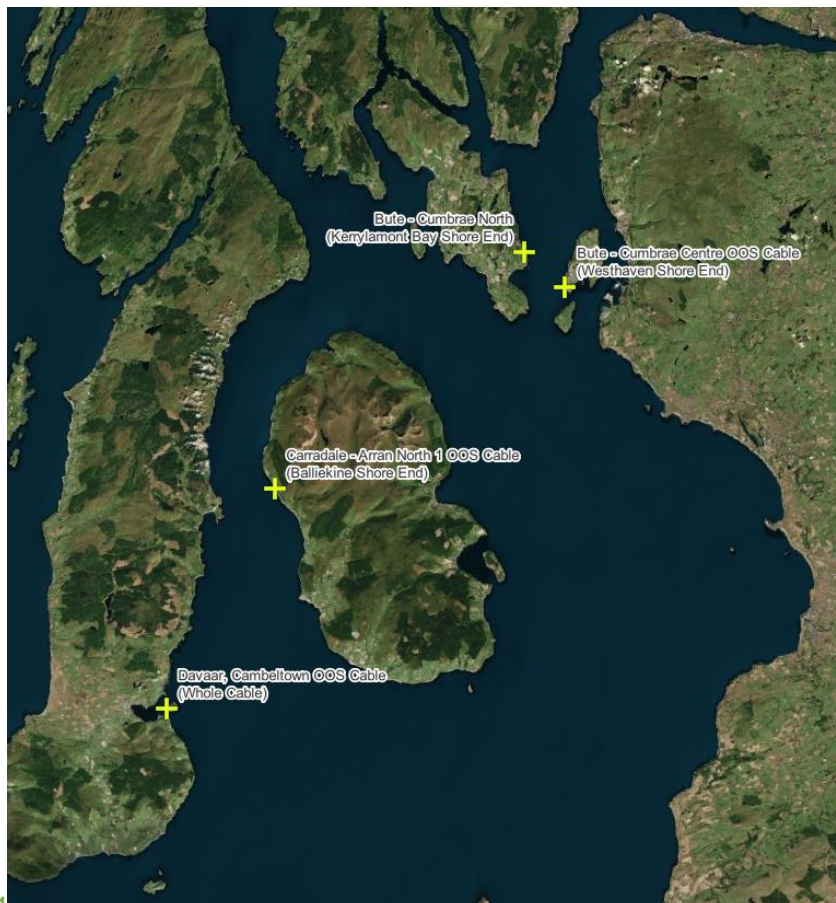 Bute - Cumbrae North
(Kerrylamont Bay Shore End)
Bute - Cumbrae Centre OOS Cable
(Westhaven Shore End)
Carradale - Arran North 1 OOS Cable
(Balliekine Shore End)
Davaar, Cambeltown OOS Cable
(Whole Cable)